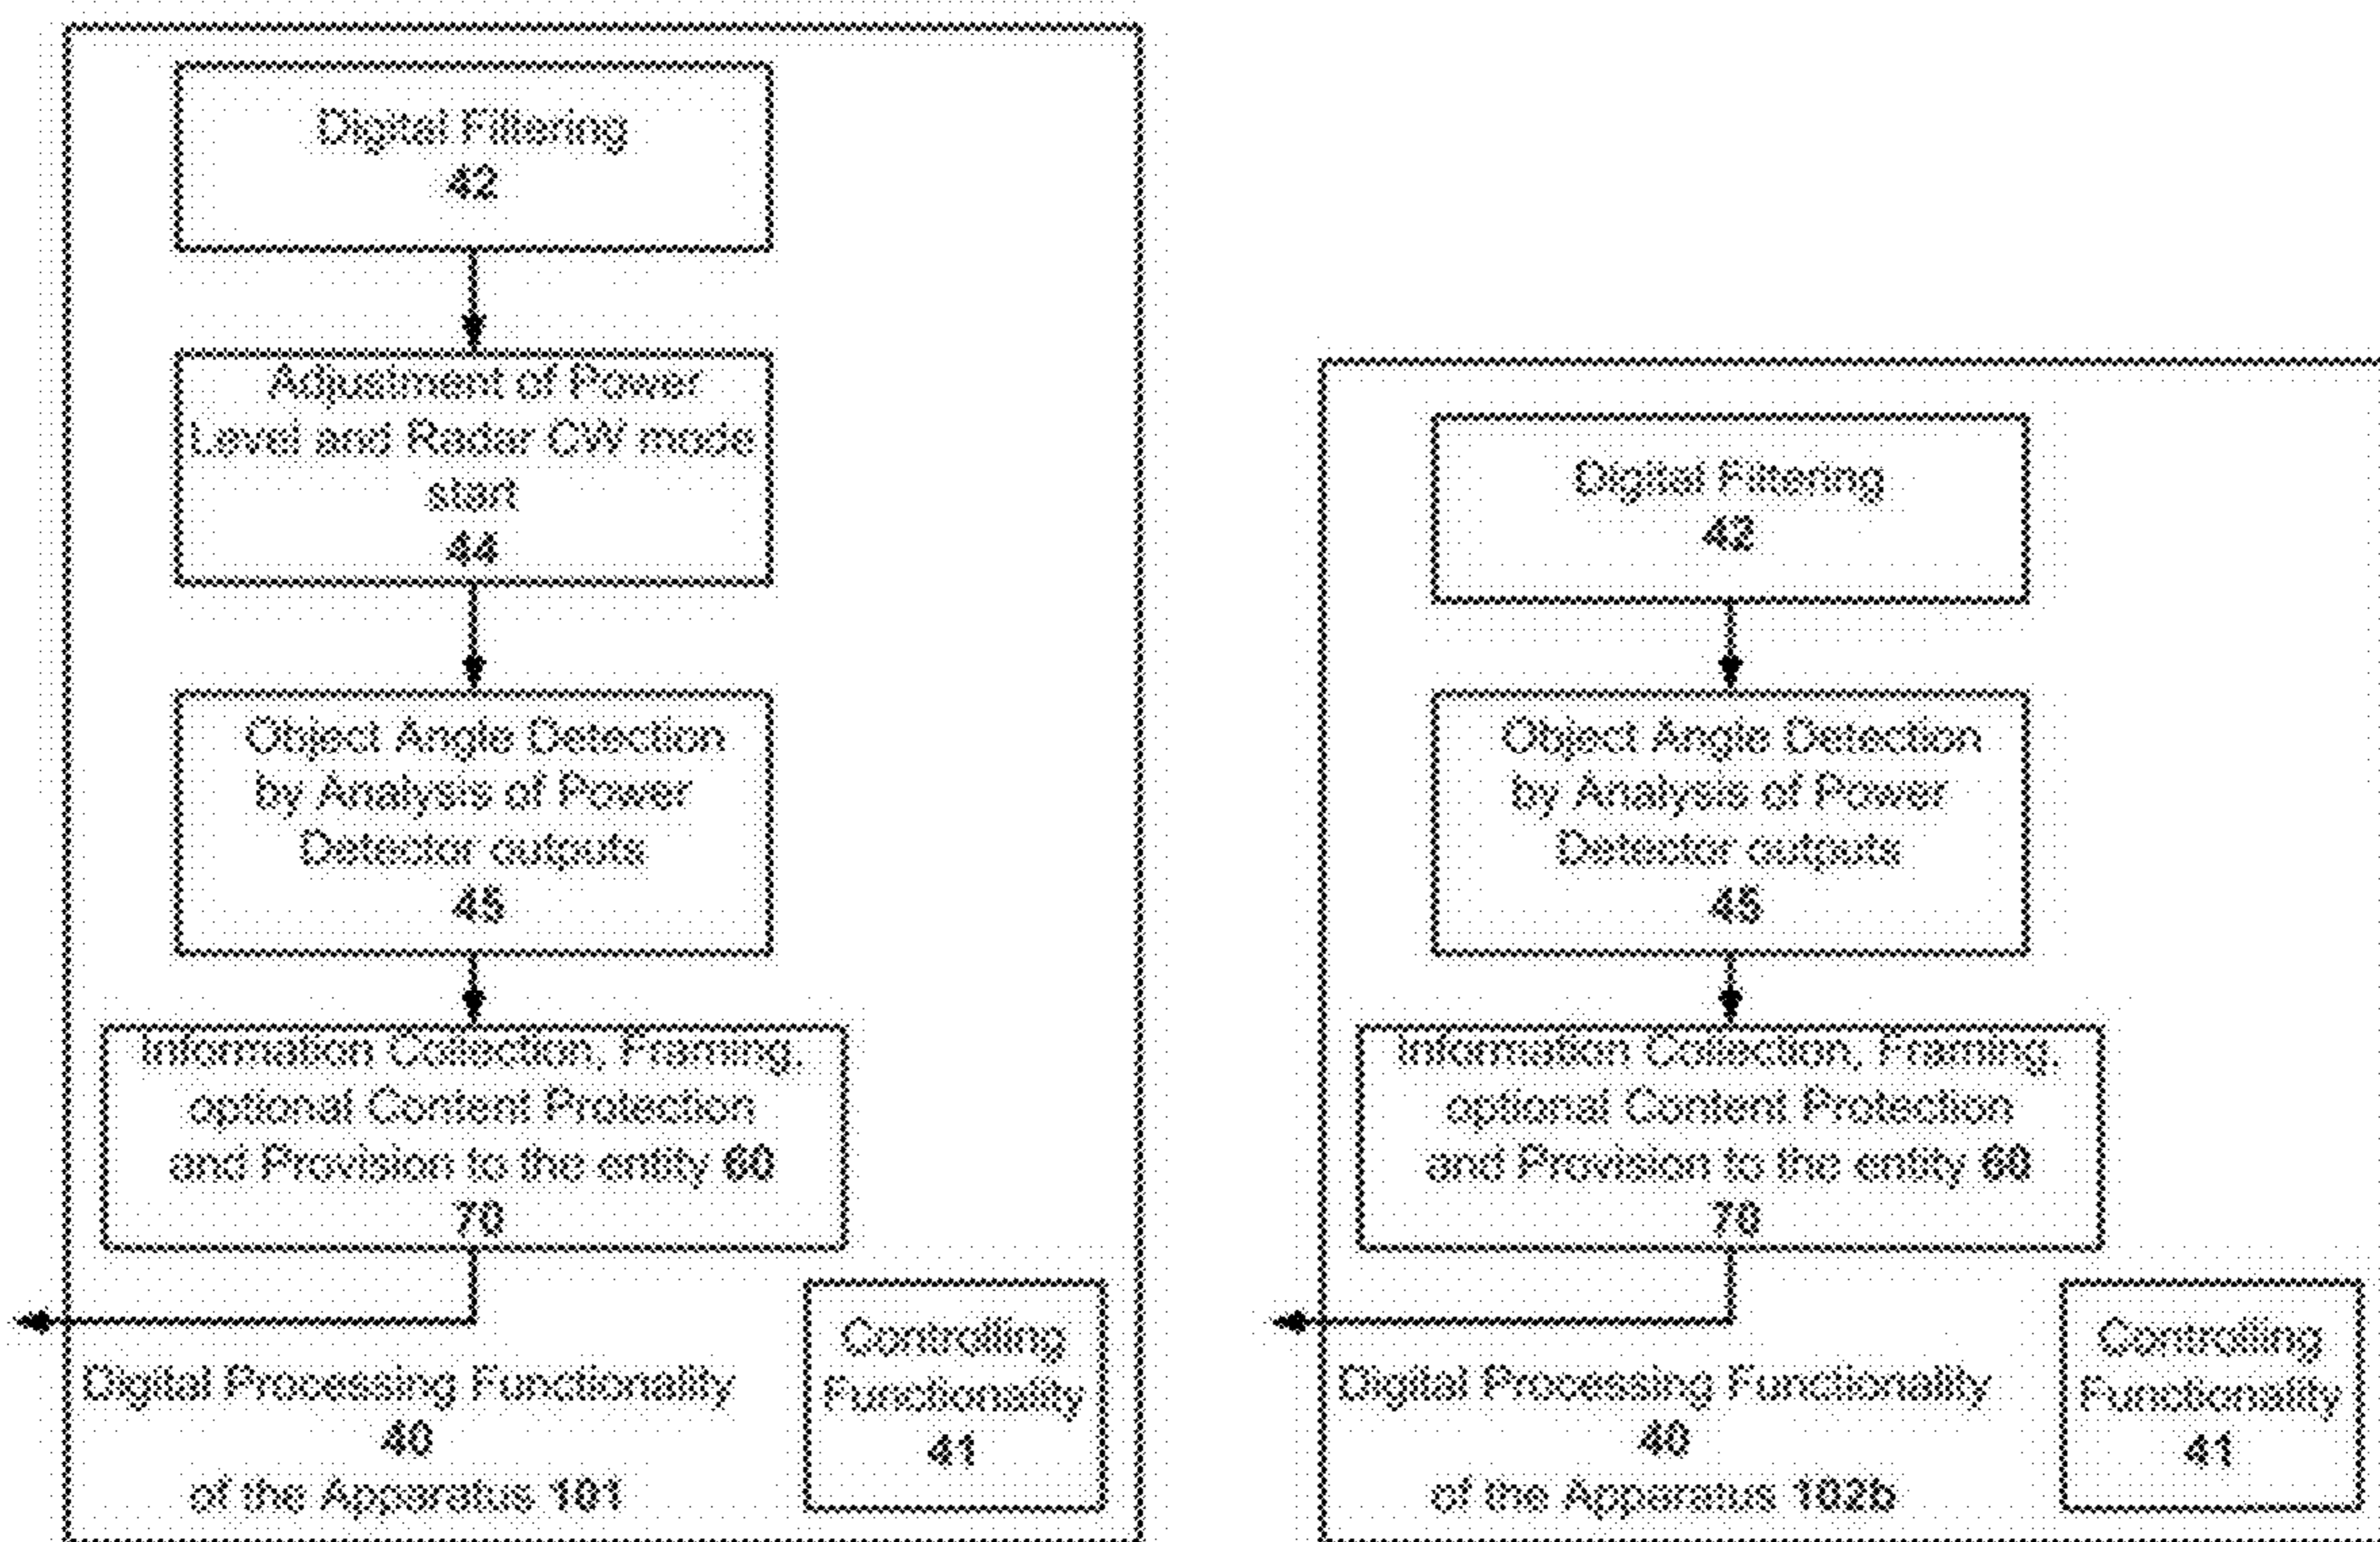 Digital Filtering
42
Adjustment of Power
Level and Radar CW mode
start
44
Object Angle Detection
by Analysis of Power
Detector outputs
45
Information Collection, Framing,
optional Content Protection
and Provision to the entity 60
70
Digital Processing Functionality
40
of the Apparatus 101
Controlling
Functionality
41
Digital Filtering
42
Object Angle Detection
by Analysis of Power
Detector outputs
45
Information Collection, Framing,
optional Content Protection
and Provision to the entity 60
70
Digital Processing Functionality
40
of the Apparatus 102b
Controlling
Functionality
41